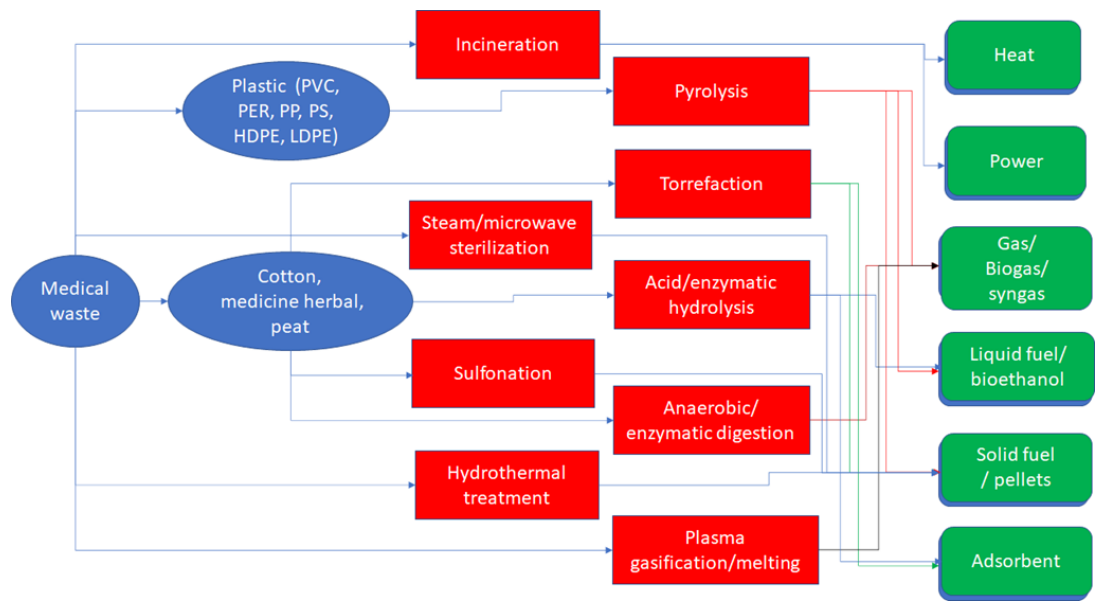 Incineration
Heat
Plastic (PVC,
PER, PP, PS,
HDPE, LDPE)
Pyrolysis
Power
Torrefaction
Steam/microwave
sterilization
Gas/
Biogas/
syngas
Medical
waste
Cotton,
medicine herbal,
peat
Acid/enzymatic
hydrolysis
Liquid fuel/
bioethanol
Sulfonation
Anaerobic/
enzymatic digestion
Solid fuel
/ pellets
Hydrothermal
treatment
Plasma
gasification/melting
Adsorbent